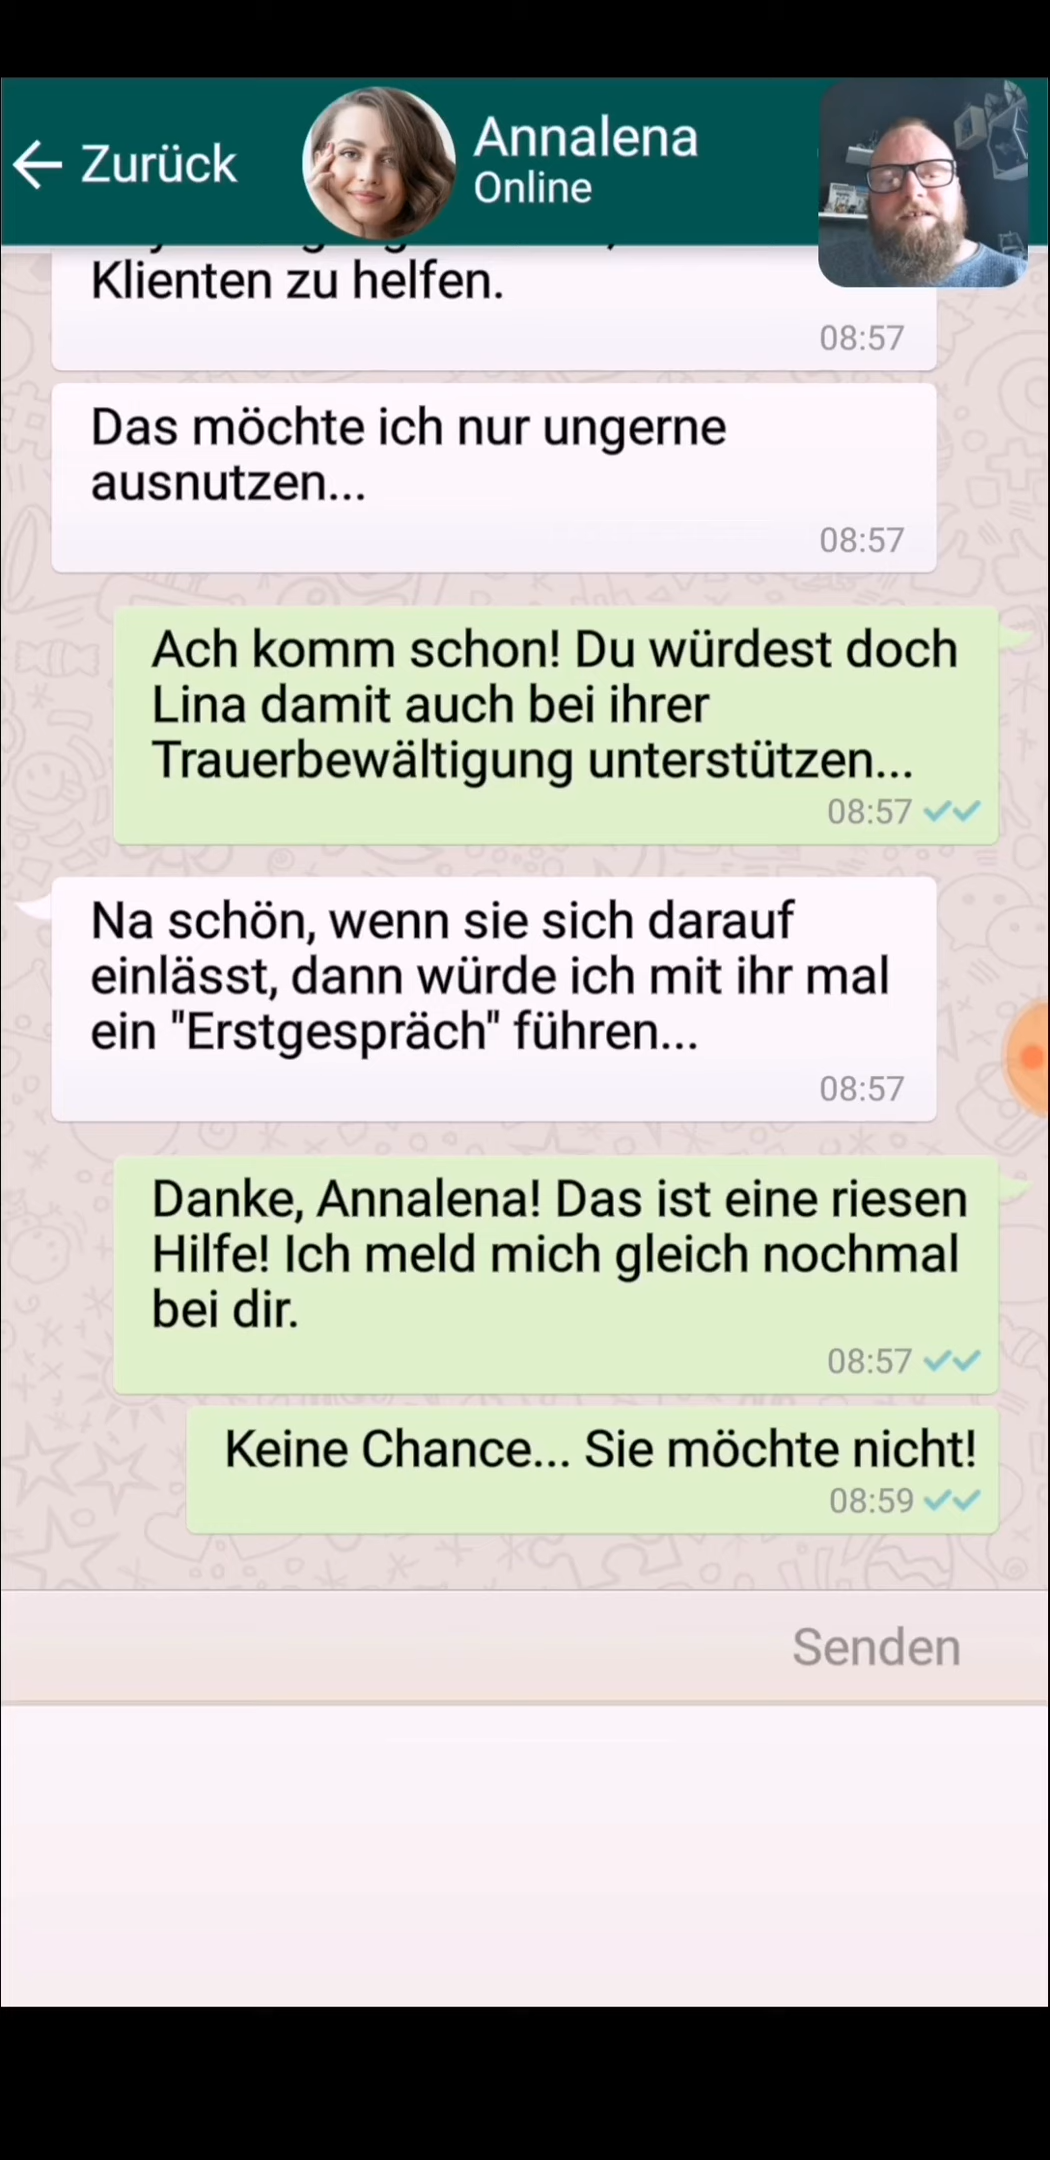 Zurück
Annalena
Online
Klienten zu helfen.
08:57
Das möchte ich nur ungerne
ausnutzen...
08:57
Ach komm schon! Du würdest doch
Lina damit auch bei ihrer
Trauerbewältigung unterstützen...
08:57
Na schön, wenn sie sich darauf
einlässt, dann würde ich mit ihr mal
ein "Erstgespräch" führen...
08:57
Danke, Annalena! Das ist eine riesen
Hilfe! Ich meld mich gleich nochmal
bei dir.
08:57
Keine Chance... Sie möchte nicht!
08:59
Senden